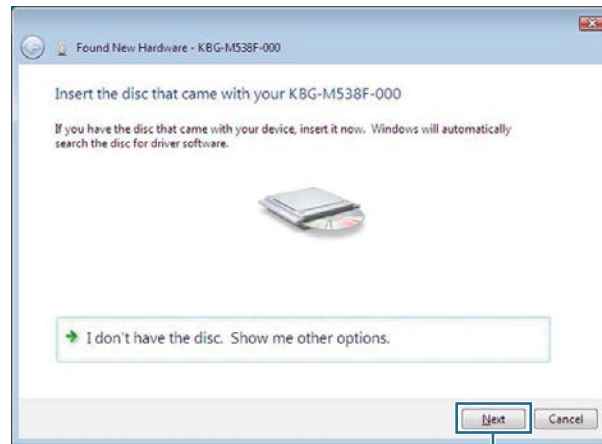 Found New Hardware - KBG-M538F-000
Insert the disc that came with your KBG-M538F-000
If you have the disc that came with your device, insert it now. Windows will automatically
search the disc for driver software.
I don't have the disc. Show me other options.
Next
Cancel